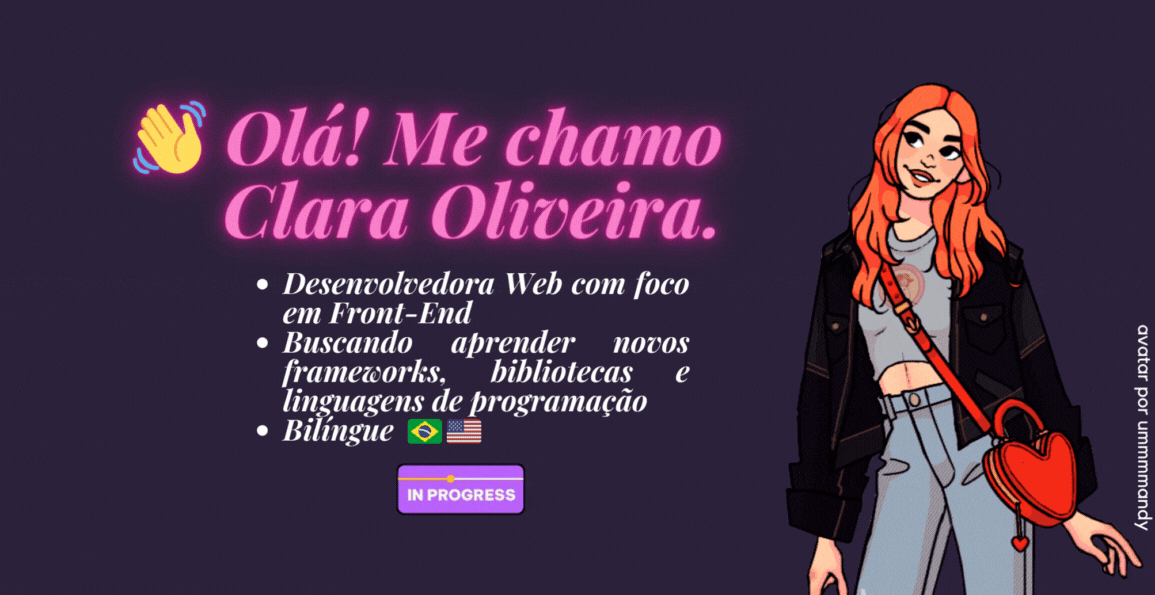 Olá! Me chamo
Clara Oliveira.
Desenvolvedora Web com foco
em Front-End
Buscando aprender novos
frameworks, bibliotecas e
linguagens de programação
Bilíngue
IN PROGRESS
avatar por ummmmandy